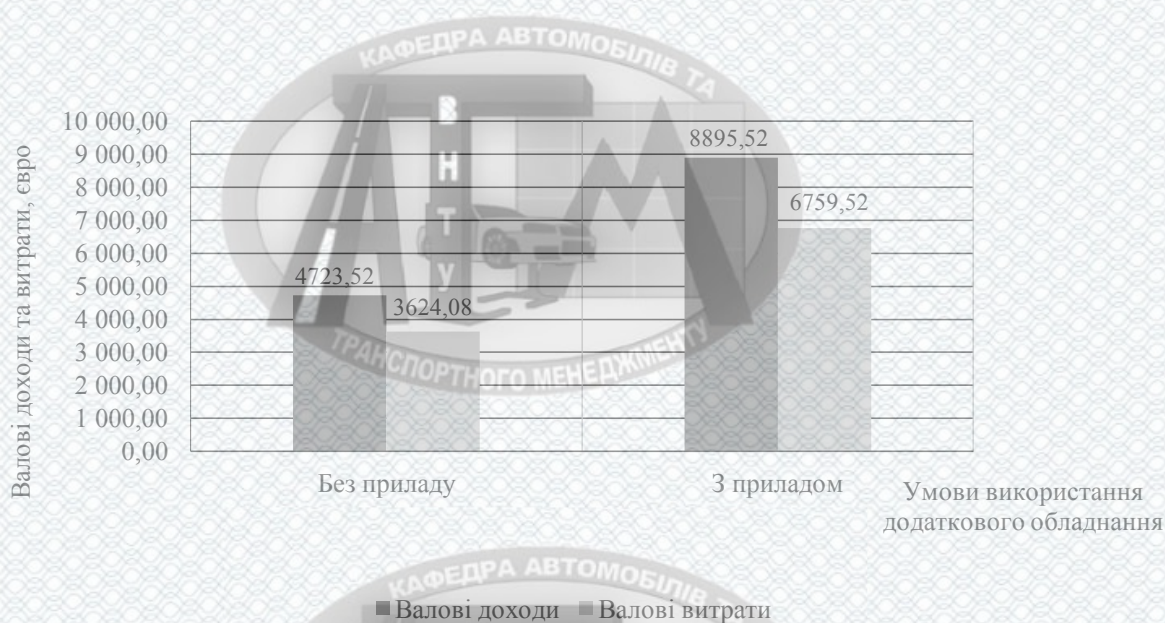 КАФЕДРА АВТОМОБІЛІВ ТА
ТРАНСПОРТНОГО МЕНЕДЖМЕНТУ
ВНТУ
Валові доходи та витрати, євро
10 000,00
9 000,00
8 000,00
7 000,00
6 000,00
5 000,00
4 000,00
3 000,00
2 000,00
1 000,00
0,00
4723,52
3624,08
8895,52
6759,52
Без приладу
З приладом
Умови використання
додаткового обладнання
КАФЕДРА АВТОМОБІЛІВ
Валові доходи Валові витрати